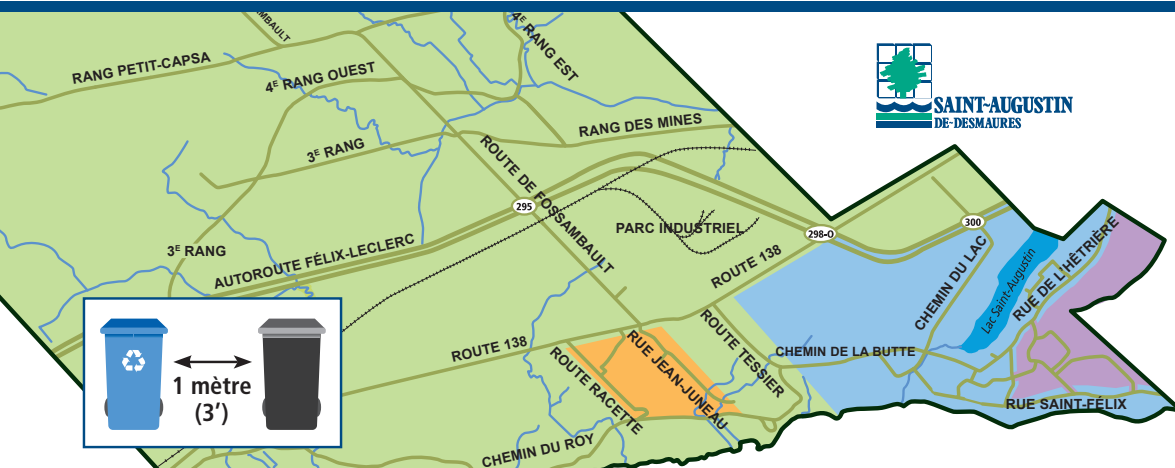 4E RANG EST
RANG PETIT-CAPSA
4E RANG OUEST
SAINT-AUGUSTIN
DE-DESMAURES
RANG DES MINES
3E RANG
ROUTE DE FOSSAMBAULT
295
PARC INDUSTRIEL
298-O
300
3E RANG
AUTOROUTE FÉLIX-LECLERC
ROUTE 138
CHEMIN DU LAC
Lac Saint-Augustin
RUE DE L'HÊTRIÈRE
1 mètre
(3')
ROUTE 138
ROUTE RACETTE
RUE JEAN-JUNEAU
ROUTE TESSIER
CHEMIN DE LA BUTTE
RUE SAINT-FÉLIX
CHEMIN DU ROY